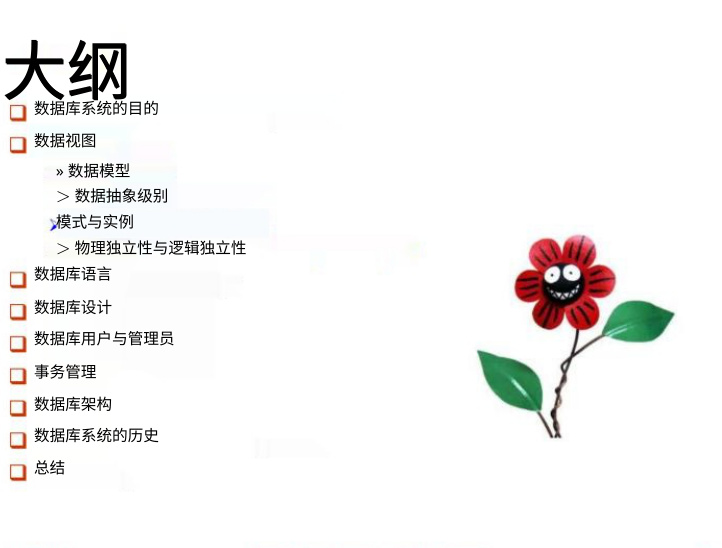 大纲
数据库系统的目的
数据视图
» 数据模型
> 数据抽象级别
模式与实例
> 物理独立性与逻辑独立性
数据库语言
数据库设计
数据库用户与管理员
事务管理
数据库架构
数据库系统的历史
总结